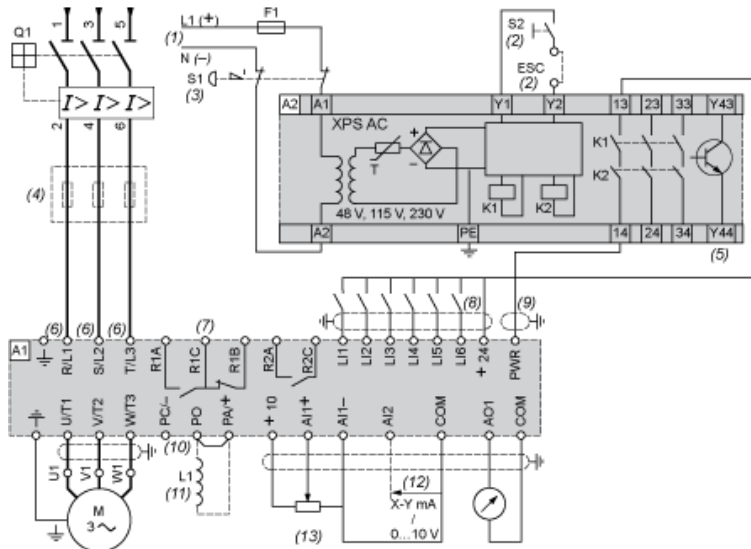 1 3 5
Q1
I> I> I>
2 4 6
(4)
L1 (+)
F1
(1)
N (–)
S1
(3)
S2
(2)
ESC
(2)
A2 A1 Y1 Y2 13 23 33 Y43
XPS AC
+
T
–
K1
K2
K1 K2
48 V, 115 V, 230 V
A2 PE 14 24 34 Y44
(5)
(6) (6) (6) (7) (8) (9)
A1
R/L1 S/L2 T/L3 R1A R1C R1B R2A R2C LI1 LI2 LI3 LI4 LI5 LI6 + 24 PWR
U/T1 V/T2 W/T3 PC/– PO PA/+ + 10 AI1+ AI1– AI2 COM AO1 COM
(10)
U1 V1 W1
L1
(11)
(12)
X-Y mA
/
0...10 V
M
3 ~
(13)